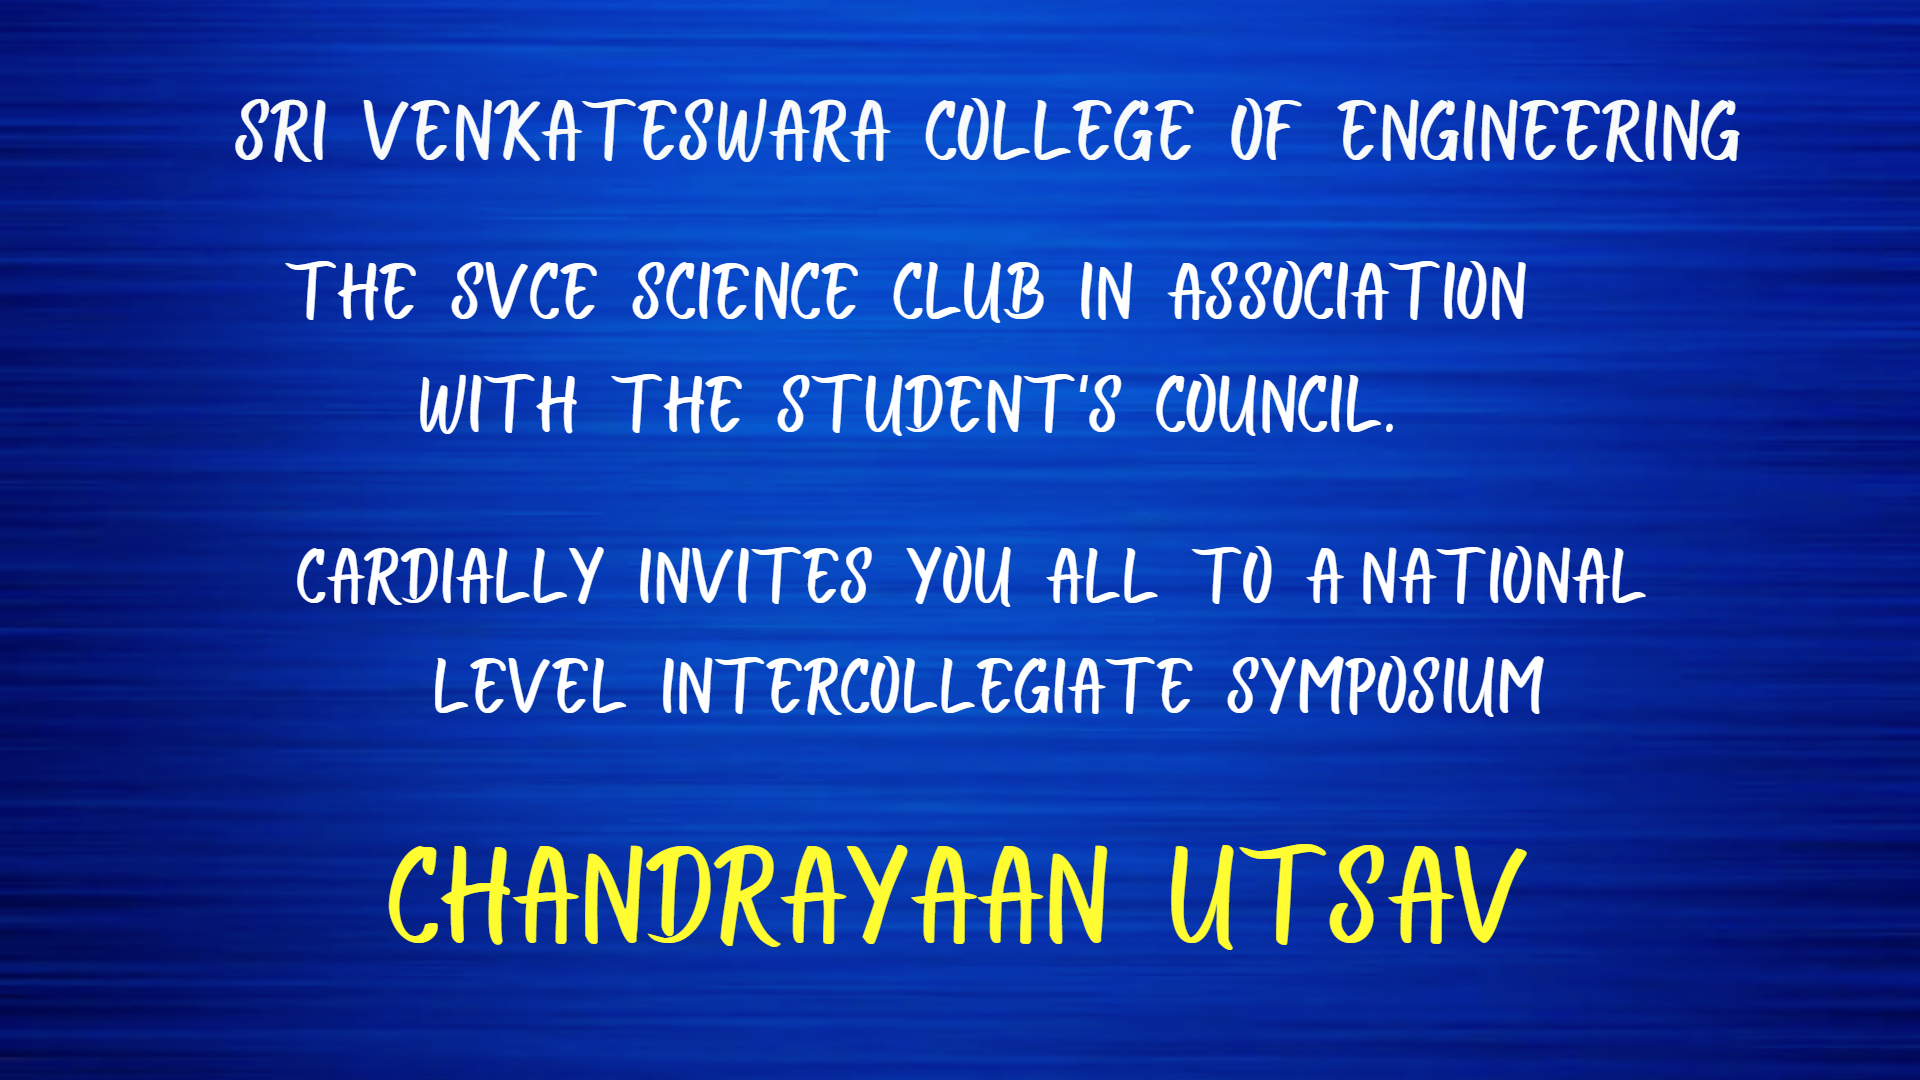 SRI VENKATESWARA COLLEGE OF ENGINEERING
THE SVCE SCIENCE CLUB IN ASSOCIATION
WITH THE STUDENT'S COUNCIL.
CARDIALLY INVITES YOU ALL TO A NATIONAL
LEVEL INTERCOLLEGIATE SYMPOSIUM
CHANDRAYAAN UTSAV